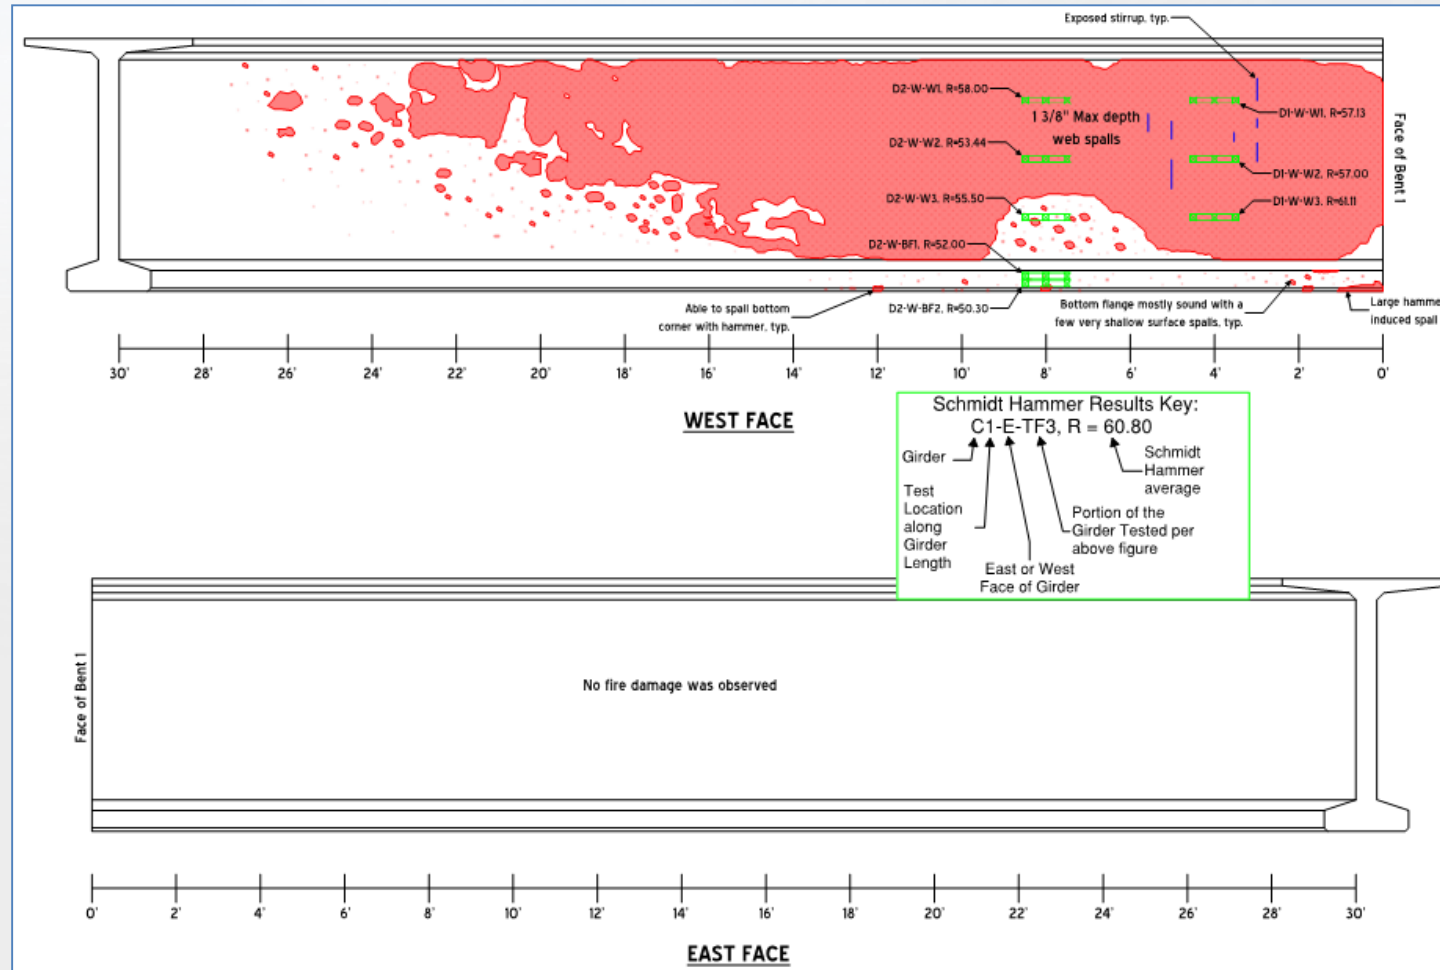 Exposed stirrup, typ.
D2-W-W1, R=58.00
1 3/8" Max depth
web spalls
D1-W-W1, R=57.13
D2-W-W2, R=53.44
D1-W-W2, R=57.00
D2-W-W3, R=55.50
D1-W-W3, R=61.11
D2-W-BF1, R=52.00
Face of Bent 1
Able to spall bottom
corner with hammer, typ.
D2-W-BF2, R=50.30
Bottom flange mostly sound with a
few very shallow surface spalls, typ.
Large hamme
induced spall
30' 28' 26' 24' 22' 20' 18' 16' 14' 12' 10' 8' 6' 4' 2' 0'
WEST FACE
Schmidt Hammer Results Key:
C1-E-TF3, R = 60.80
Girder
Test
Location
along
Girder
Length
East or West
Face of Girder
Portion of the
Girder Tested per
above figure
Schmidt
Hammer
average
Face of Bent 1
No fire damage was observed
0' 2' 4' 6' 8' 10' 12' 14' 16' 18' 20' 22' 24' 26' 28' 30'
EAST FACE